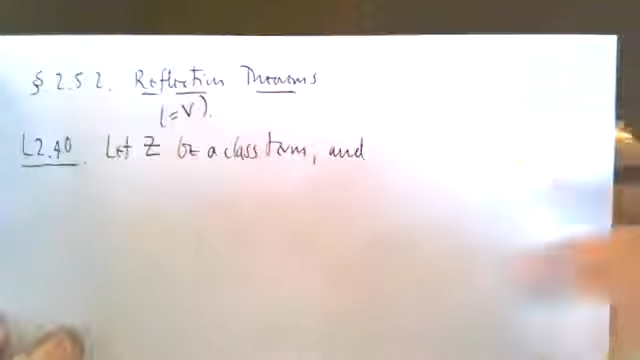 § 2.5.2. Reflection Theorems
(=V).
L2.40. Let Z be a class term, and